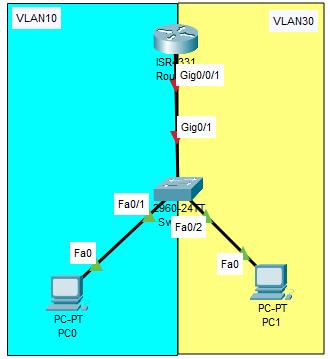 VLAN10
VLAN30
ISR4331
Rou
Gig0/0/1
Gig0/1
Fa0/1
2960-24TT
Sw
Fa0/2
Fa0
Fa0
PC-PT
PC0
PC-PT
PC1